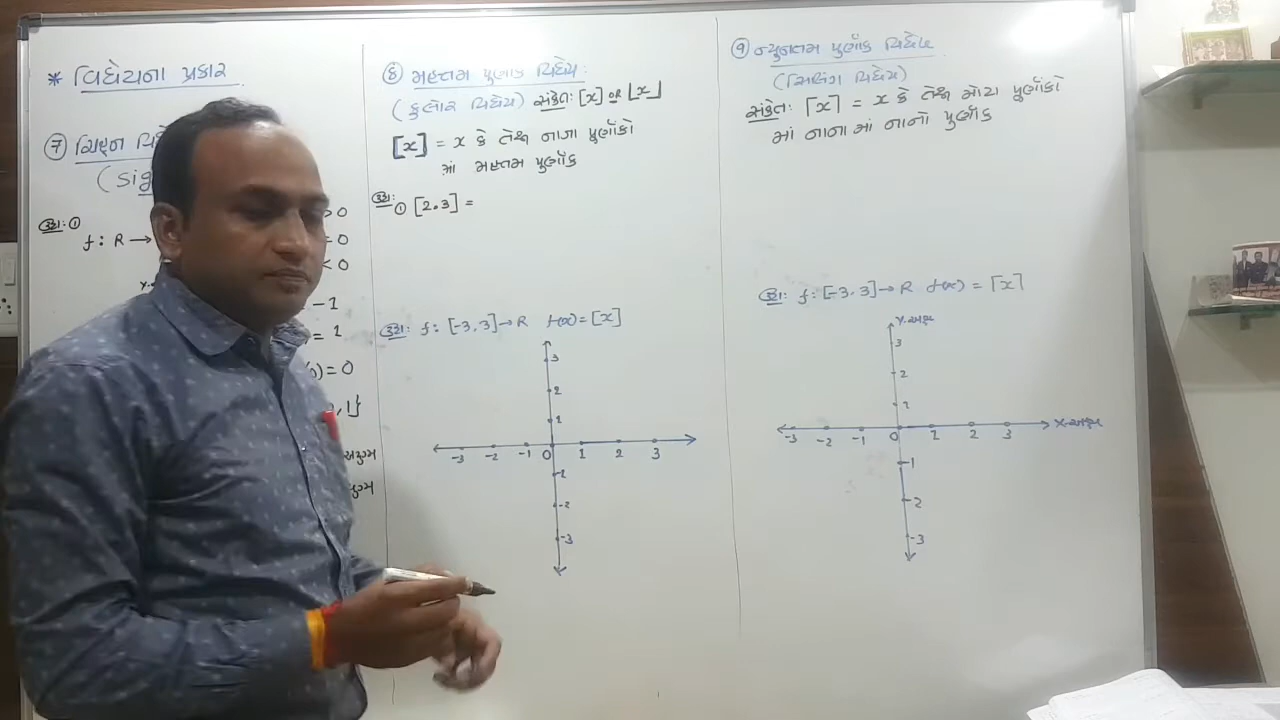 * વિધેયના પ્રકાર
⑦ ચિહ્ન
(sig
ઉદા: ①
f : R →
> 0
= 0
< 0
- 1
= 1
) = 0
, 1}
⑧ મહત્તમ પૂર્ણાંક વિધેય:
(ફ્લોર વિધેય) સંકેત: [x] OR ⌊x⌋
[x] = x કે તેથી નાના પૂર્ણાંકો
માં મહત્તમ પૂર્ણાંક
ઉદા: ① [2.3] =
ઉદા: f : [-3, 3] → R f(x) = [x]
3
2
1
-3 -2 -1 0 1 2 3
-1
-2
-3
⑨ ન્યુનતમ પૂર્ણાંક વિધેય
(સિલિંગ વિધેય)
સંકેત: ⌈x⌉ = x કે તેથી મોટા પૂર્ણાંકો
માં નાના માં નાનો પૂર્ણાંક
ઉદા: f : [-3, 3] → R f(x) = ⌈x⌉
Y-અક્ષ
3
2
1
-3 -2 -1 0 1 2 3 X-અક્ષ
-1
-2
-3